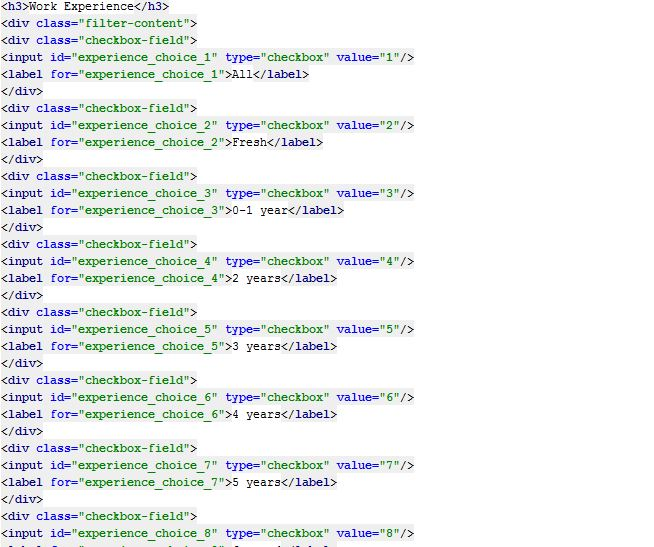 <h3>Work Experience</h3>
<div class="filter-content">
<div class="checkbox-field">
<input id="experience_choice_1" type="checkbox" value="1"/>
<label for="experience_choice_1">All</label>
</div>
<div class="checkbox-field">
<input id="experience_choice_2" type="checkbox" value="2"/>
<label for="experience_choice_2">Fresh</label>
</div>
<div class="checkbox-field">
<input id="experience_choice_3" type="checkbox" value="3"/>
<label for="experience_choice_3">0-1 year</label>
</div>
<div class="checkbox-field">
<input id="experience_choice_4" type="checkbox" value="4"/>
<label for="experience_choice_4">2 years</label>
</div>
<div class="checkbox-field">
<input id="experience_choice_5" type="checkbox" value="5"/>
<label for="experience_choice_5">3 years</label>
</div>
<div class="checkbox-field">
<input id="experience_choice_6" type="checkbox" value="6"/>
<label for="experience_choice_6">4 years</label>
</div>
<div class="checkbox-field">
<input id="experience_choice_7" type="checkbox" value="7"/>
<label for="experience_choice_7">5 years</label>
</div>
<div class="checkbox-field">
<input id="experience_choice_8" type="checkbox" value="8"/>